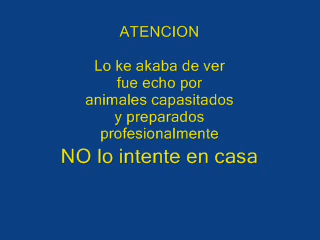 ATENCION
Lo ke akaba de ver
fue echo por
animales capasitados
y preparados
profesionalmente
NO lo intente en casa